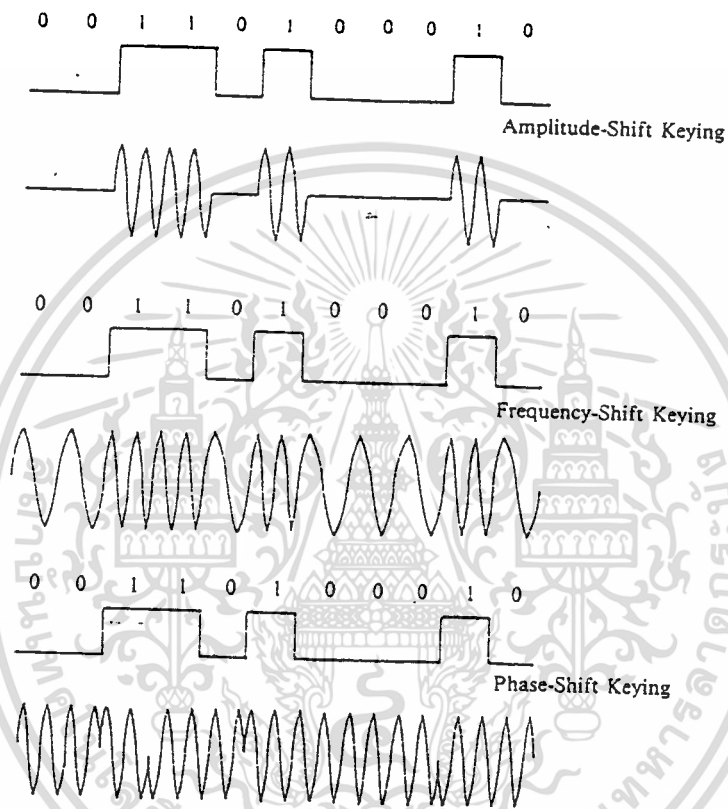 0 0 1 1 0 1 0 0 0 1 0
Amplitude-Shift Keying
0 0 1 1 0 1 0 0 0 1 0
Frequency-Shift Keying
0 0 1 1 0 1 0 0 0 1 0
Phase-Shift Keying